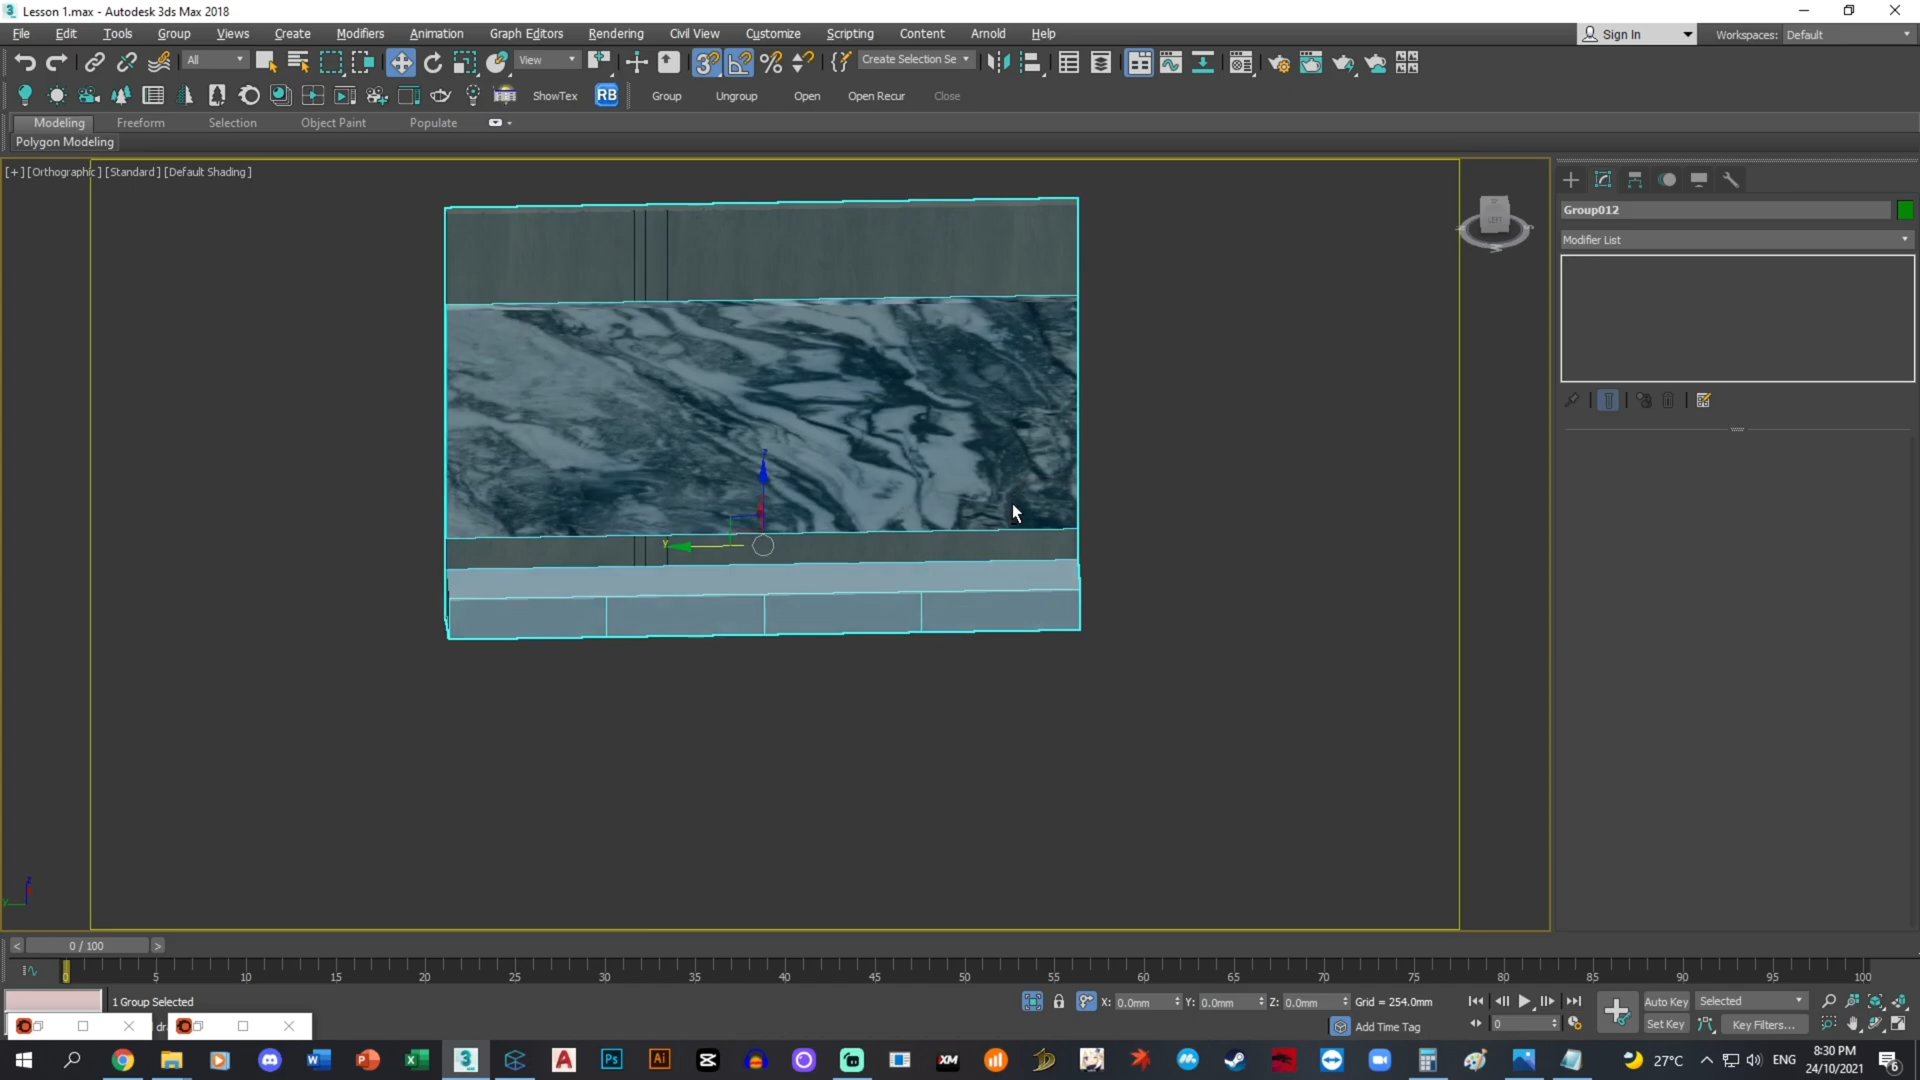 Lesson 1.max - Autodesk 3ds Max 2018
File Edit Tools Group Views Create Modifiers Animation Graph Editors Rendering Civil View Customize Scripting Content Arnold Help Sign In Workspaces: Default
All View Create Selection Se
ShowTex RB Group Ungroup Open Open Recur Close
Modeling Freeform Selection Object Paint Populate
Polygon Modeling
[+] [Orthographic] [Standard] [Default Shading]
LEFT
Group012
Modifier List
y
z
y
0 / 100
0 5 10 15 20 25 30 35 40 45 50 55 60 65 70 75 80 85 90 95 100
1 Group Selected X: 0.0mm Y: 0.0mm Z: 0.0mm Grid = 254.0mm Auto Key Selected
Add Time Tag 0 Set Key Key Filters...
27°C ENG 8:30 PM
24/10/2021 6